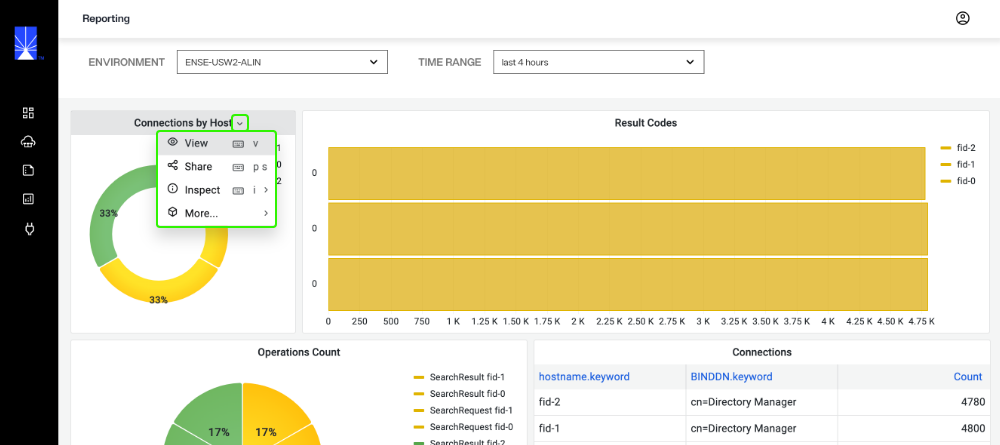 Reporting
TM
ENVIRONMENT
ENSE-USW2-ALIN
TIME RANGE
last 4 hours
Connections by Host
View v
Share p s
Inspect i
More...
1
0
2
33%
33%
Result Codes
0
0
0
0 250 500 750 1 K 1.25 K 1.50 K 1.75 K 2 K 2.25 K 2.50 K 2.75 K 3 K 3.25 K 3.50 K 3.75 K 4 K 4.25 K 4.50 K 4.75 K
fid-2
fid-1
fid-0
Operations Count
17% 17%
SearchResult fid-1
SearchResult fid-0
SearchRequest fid-1
SearchRequest fid-0
SearchResult fid-2
Connections
hostname.keyword BINDDN.keyword Count
fid-2 cn=Directory Manager 4780
fid-1 cn=Directory Manager 4800